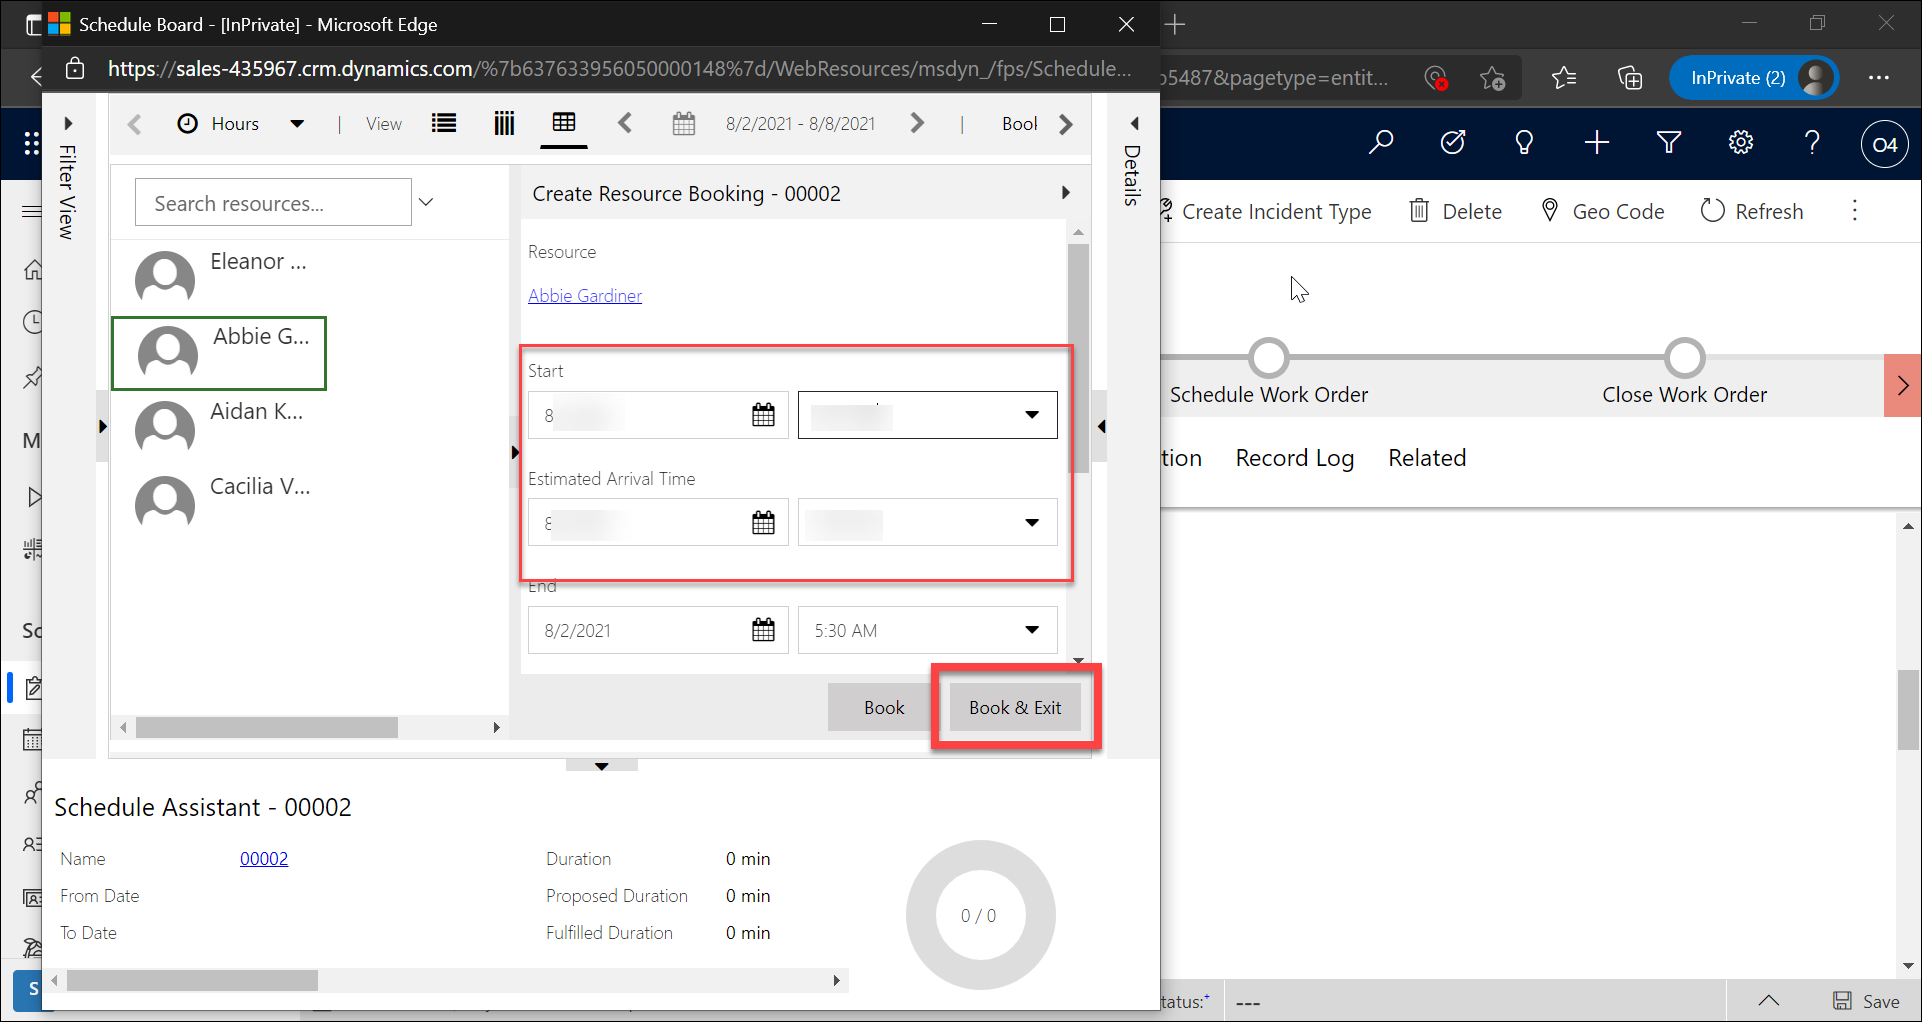 Schedule Board - [InPrivate] - Microsoft Edge
https://sales-435967.crm.dynamics.com/%7b637633956050000148%7d/WebResources/msdyn_/fps/Schedule...
b5487&pagetype=entit...
InPrivate (2)
Filter View
Hours
View
8/2/2021 - 8/8/2021
Bool
Details
O4
Search resources...
Create Resource Booking - 00002
Create Incident Type
Delete
Geo Code
Refresh
Eleanor ...
Resource
Abbie Gardiner
Abbie G...
Aidan K...
Cacilia V...
Start
8
Estimated Arrival Time
8
End
8/2/2021
5:30 AM
Book
Book & Exit
Schedule Work Order
Close Work Order
tion
Record Log
Related
M
Sc
Schedule Assistant - 00002
Name
00002
Duration
0 min
From Date
Proposed Duration
0 min
To Date
Fulfilled Duration
0 min
0 / 0
S
tatus:+
---
Save